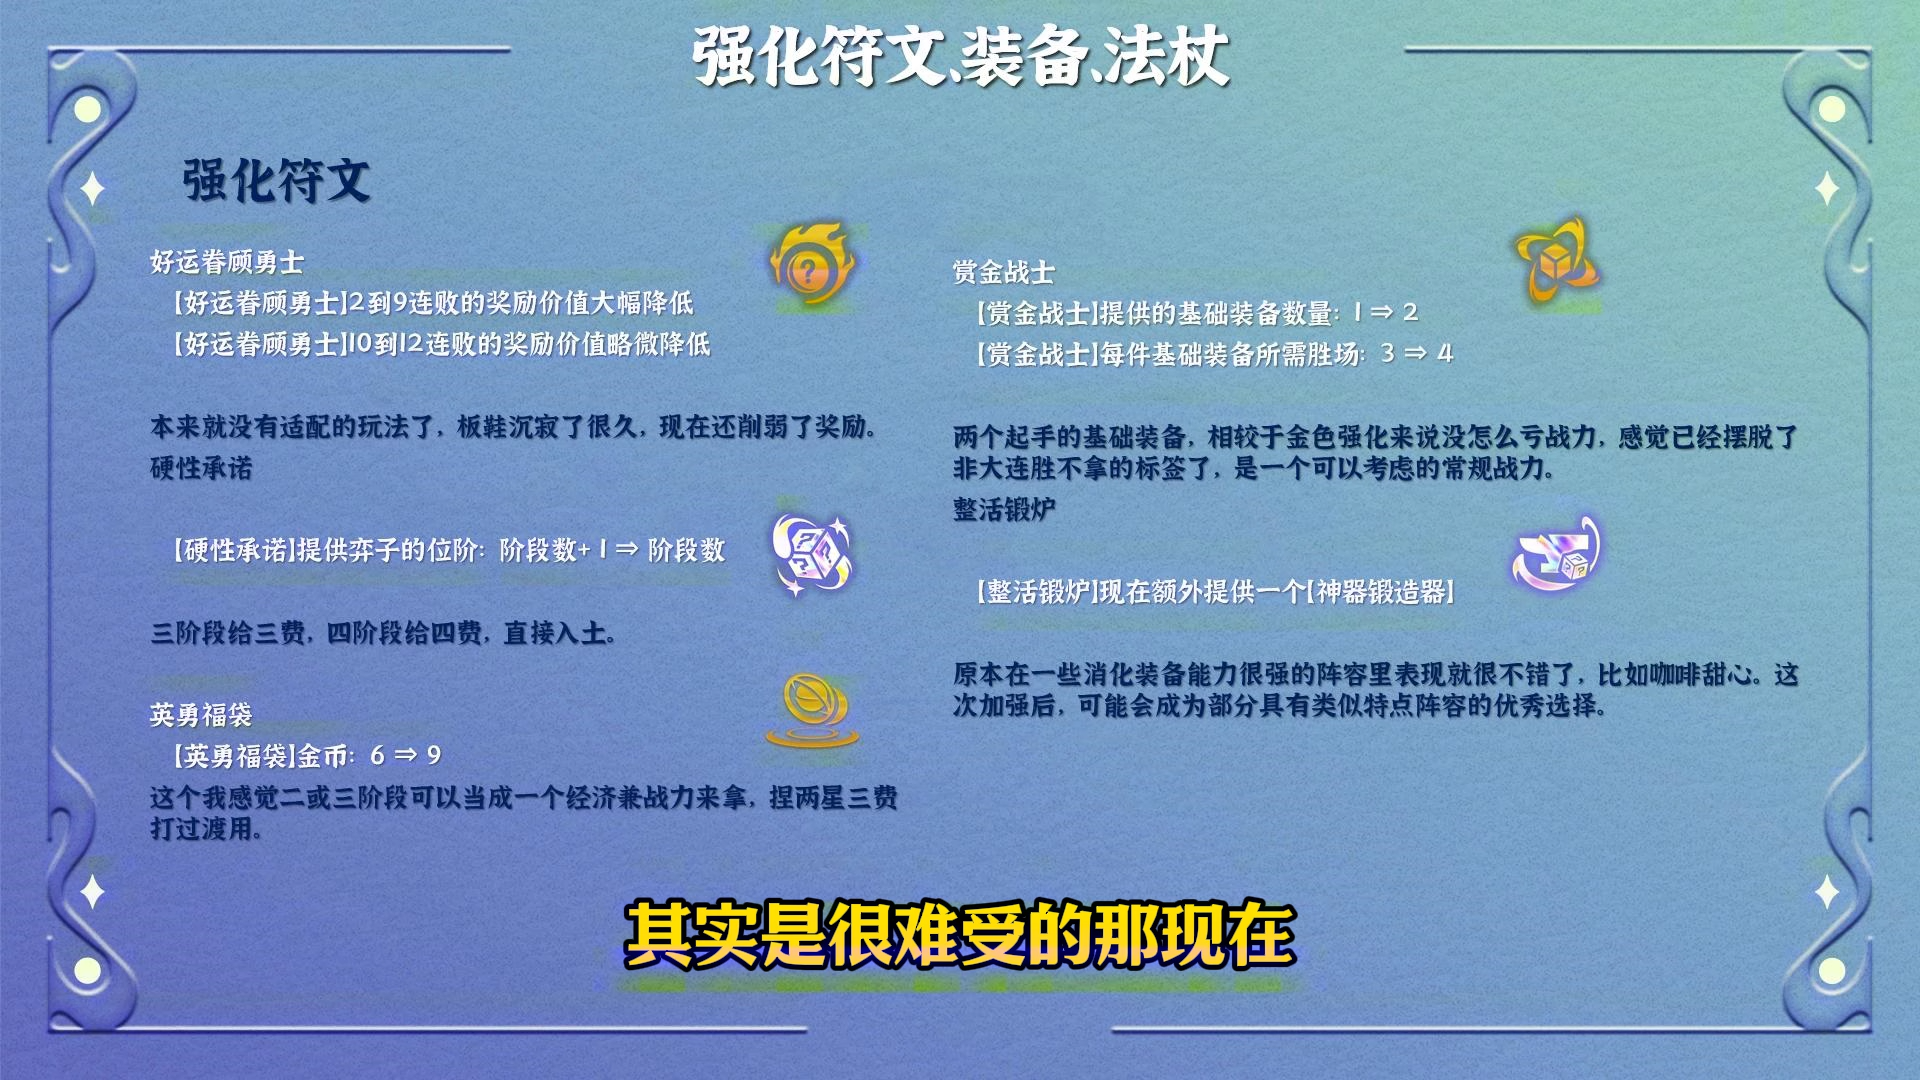 强化符文、装备、法杖
强化符文
好运眷顾勇士
【好运眷顾勇士】2到9连败的奖励价值大幅降低
【好运眷顾勇士】10到12连败的奖励价值略微降低
本来就没有适配的玩法了，板鞋沉寂了很久，现在还削弱了奖励。
硬性承诺
【硬性承诺】提供弈子的位阶：阶段数+1 ⇒ 阶段数
三阶段给三费，四阶段给四费，直接入土。
英勇福袋
【英勇福袋】金币：6 ⇒ 9
这个我感觉二或三阶段可以当成一个经济兼战力来拿，捏两星三费
打过渡用。
赏金战士
【赏金战士】提供的基础装备数量：1 ⇒ 2
【赏金战士】每件基础装备所需胜场：3 ⇒ 4
两个起手的基础装备，相较于金色强化来说没怎么亏战力，感觉已经摆脱了
非大连胜不拿的标签了，是一个可以考虑的常规战力。
整活锻炉
【整活锻炉】现在额外提供一个【神器锻造器】
原本在一些消化装备能力很强的阵容里表现就很不错了，比如咖啡甜心。这
次加强后，可能会成为部分具有类似特点阵容的优秀选择。
其实是很难受的那现在